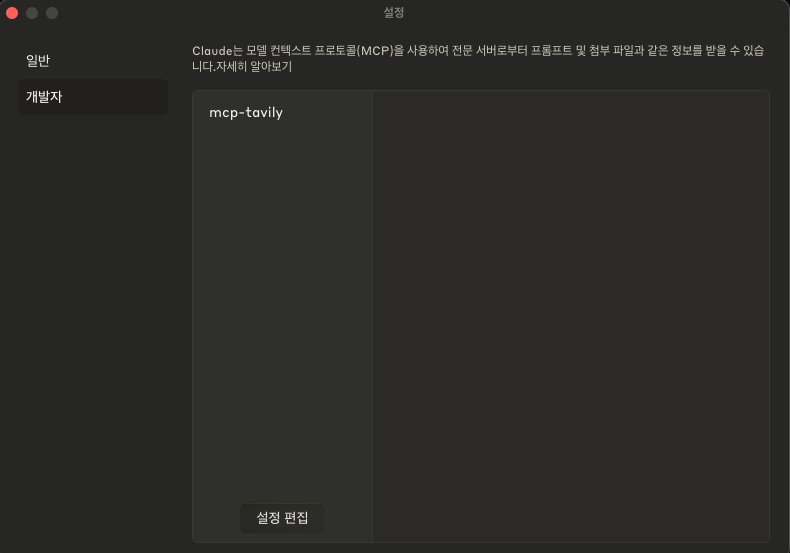 설정
일반
개발자
Claude는 모델 컨텍스트 프로토콜(MCP)을 사용하여 전문 서버로부터 프롬프트 및 첨부 파일과 같은 정보를 받을 수 있습
니다.자세히 알아보기
mcp-tavily
설정 편집